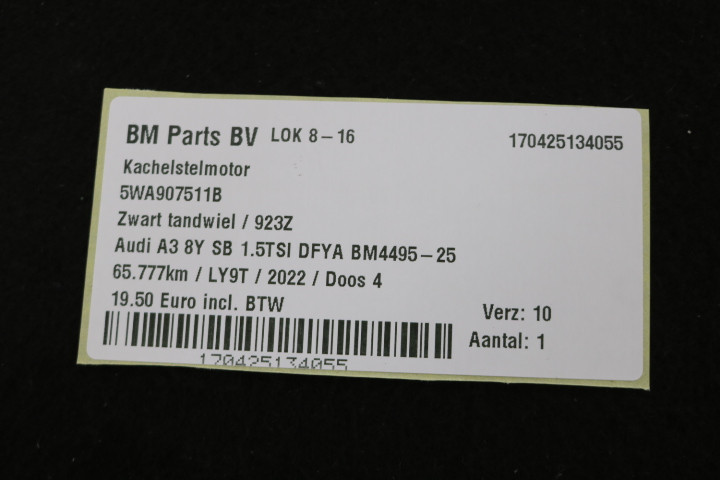 BM Parts BV LOK 8-16 170425134055
Kachelstelmotor
5WA907511B
Zwart tandwiel / 923Z
Audi A3 8Y SB 1.5TSI DFYA BM4495-25
65.777km / LY9T / 2022 / Doos 4
19.50 Euro incl. BTW
Verz: 10
Aantal: 1
170425134055